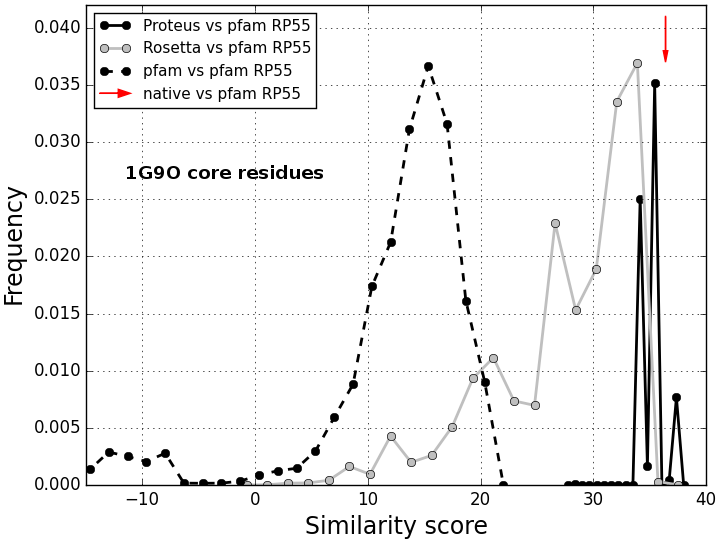 Proteus vs pfam RP55
Rosetta vs pfam RP55
pfam vs pfam RP55
native vs pfam RP55
1G9O core residues
Frequency
0.040
0.035
0.030
0.025
0.020
0.015
0.010
0.005
0.000
−10 0 10 20 30 40
Similarity score